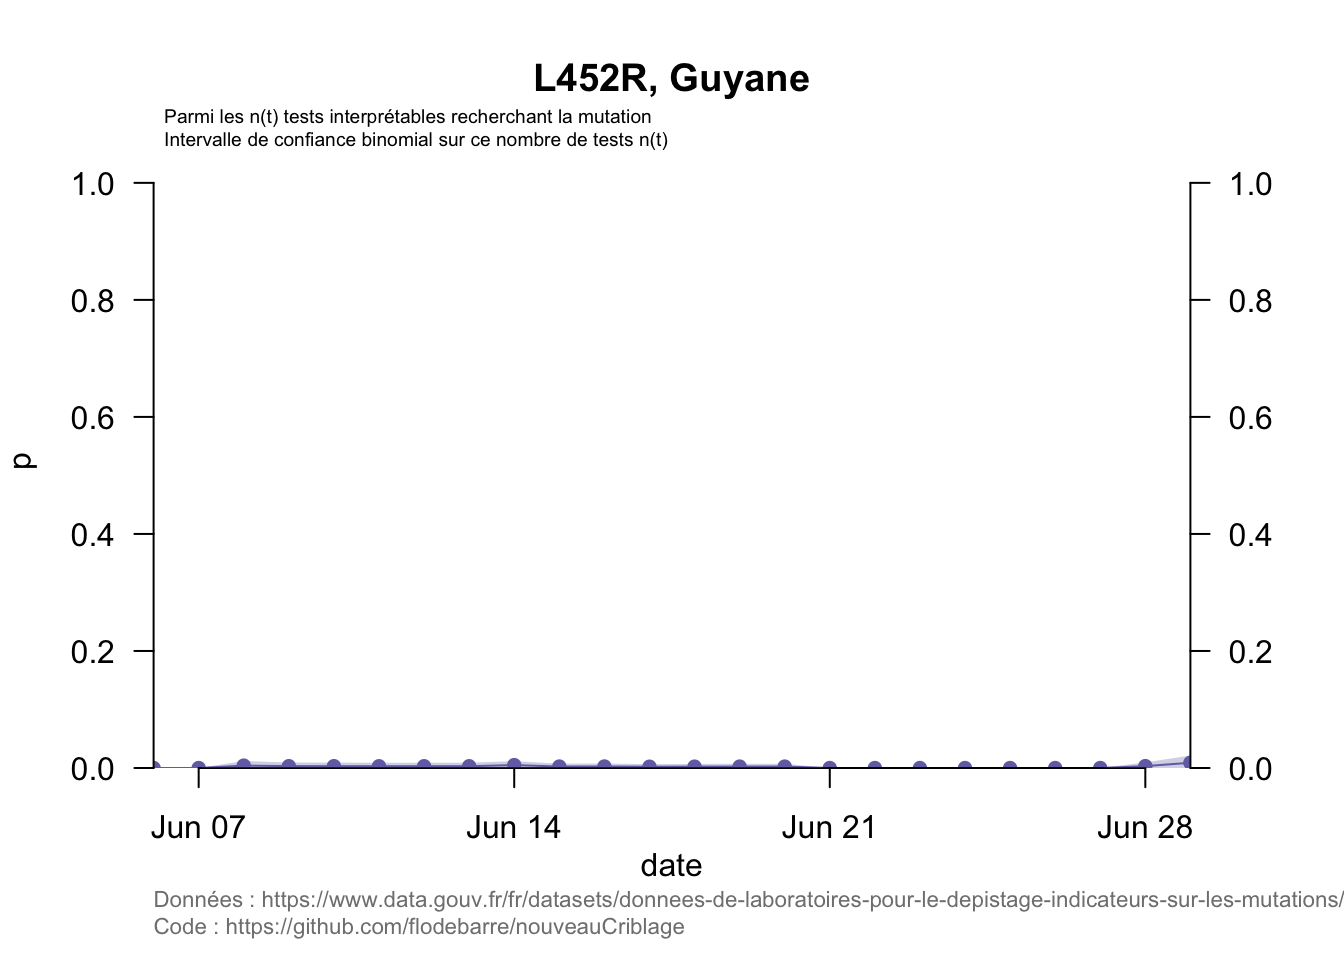 L452R, Guyane
Parmi les n(t) tests interprétables recherchant la mutation
Intervalle de confiance binomial sur ce nombre de tests n(t)
1.0 1.0
0.8 0.8
0.6 0.6
p
0.4 0.4
0.2 0.2
0.0 0.0
Jun 07 Jun 14 Jun 21 Jun 28
date
Données : https://www.data.gouv.fr/fr/datasets/donnees-de-laboratoires-pour-le-depistage-indicateurs-sur-les-mutations/
Code : https://github.com/flodebarre/nouveauCriblage